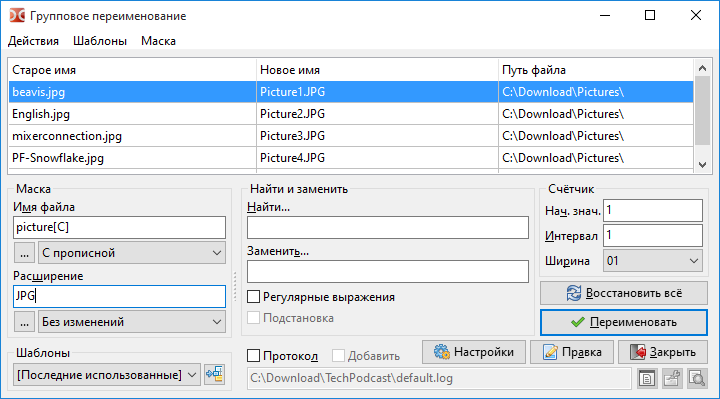 Групповое переименование
Действия Шаблоны Маска
Старое имя Новое имя Путь файла
beavis.jpg Picture1.JPG C:\Download\Pictures\
English.jpg Picture2.JPG C:\Download\Pictures\
mixerconnection.jpg Picture3.JPG C:\Download\Pictures\
PF-Snowflake.jpg Picture4.JPG C:\Download\Pictures\
Маска
Имя файла
picture[C]
... С прописной
Расширение
JPG
... Без изменений
Найти и заменить
Найти...
Заменить...
Регулярные выражения
Подстановка
Счётчик
Нач. знач. 1
Интервал 1
Ширина 01
Восстановить всё
Переименовать
Шаблоны
[Последние использованные]
Протокол Добавить Настройки Правка Закрыть
C:\Download\TechPodcast\default.log